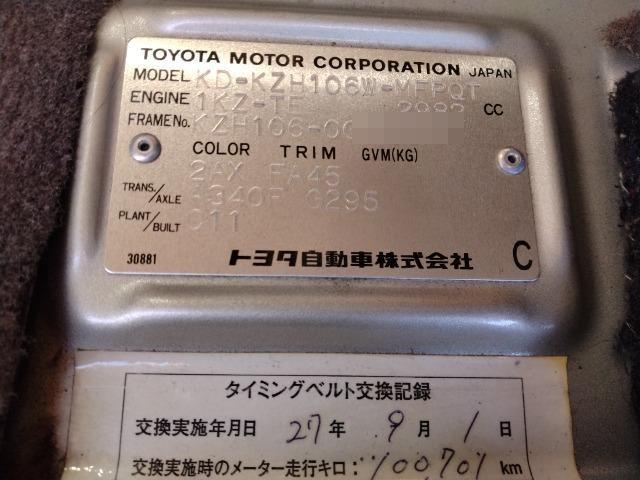 TOYOTA MOTOR CORPORATION JAPAN
MODEL KD-KZH106W-MFPQT
ENGINE 1KZ-TE 2982 CC
FRAME No. KZH106-00
COLOR TRIM GVM(KG)
2AX FA45
TRANS./AXLE A340F G295
PLANT/BUILT
30881 トヨタ自動車株式会社 C
タイミングベルト交換記録
交換実施年月日 27年 9月 1日
交換実施時のメーター走行キロ: 100,701 km